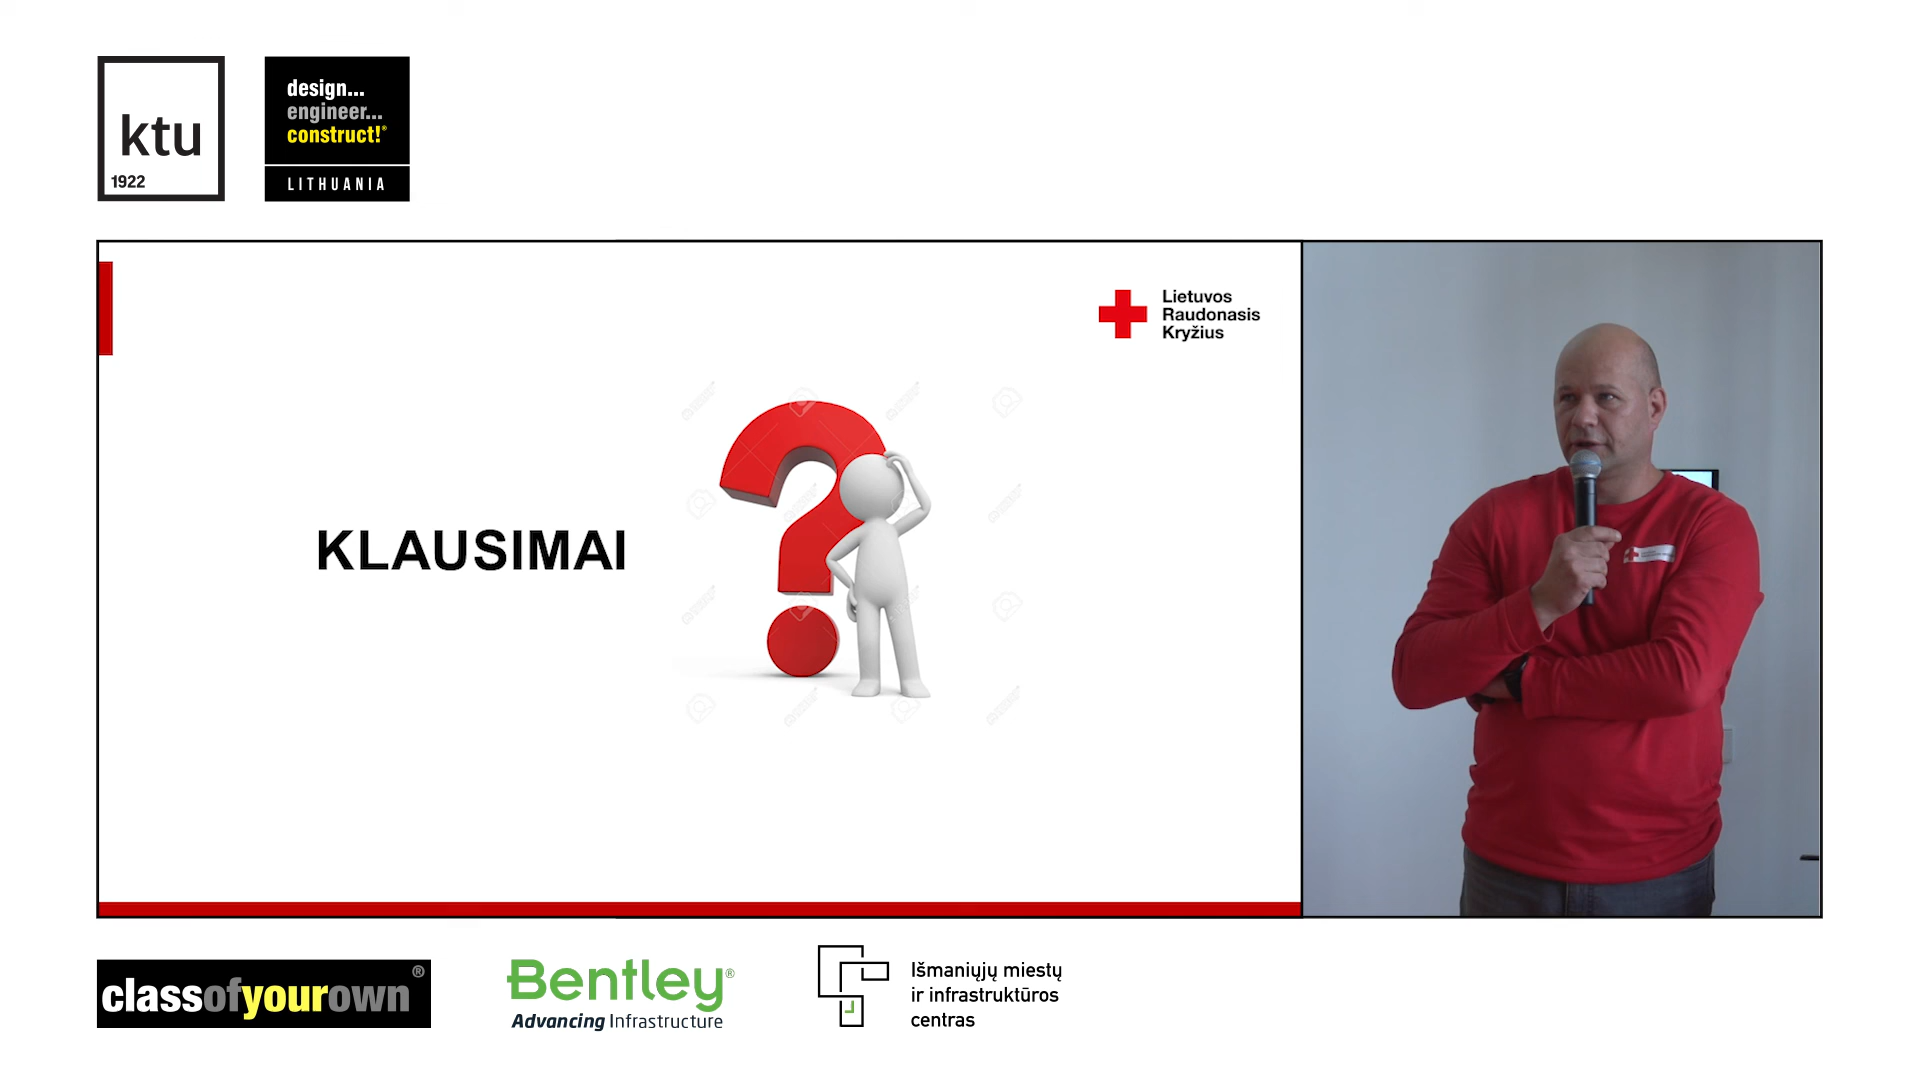 ktu
1922
design...
engineer...
construct!®
LITHUANIA
Lietuvos
Raudonasis
Kryžius
KLAUSIMAI
classofyourown®
Bentley®
Advancing Infrastructure
Išmaniųjų miestų
ir infrastruktūros
centras